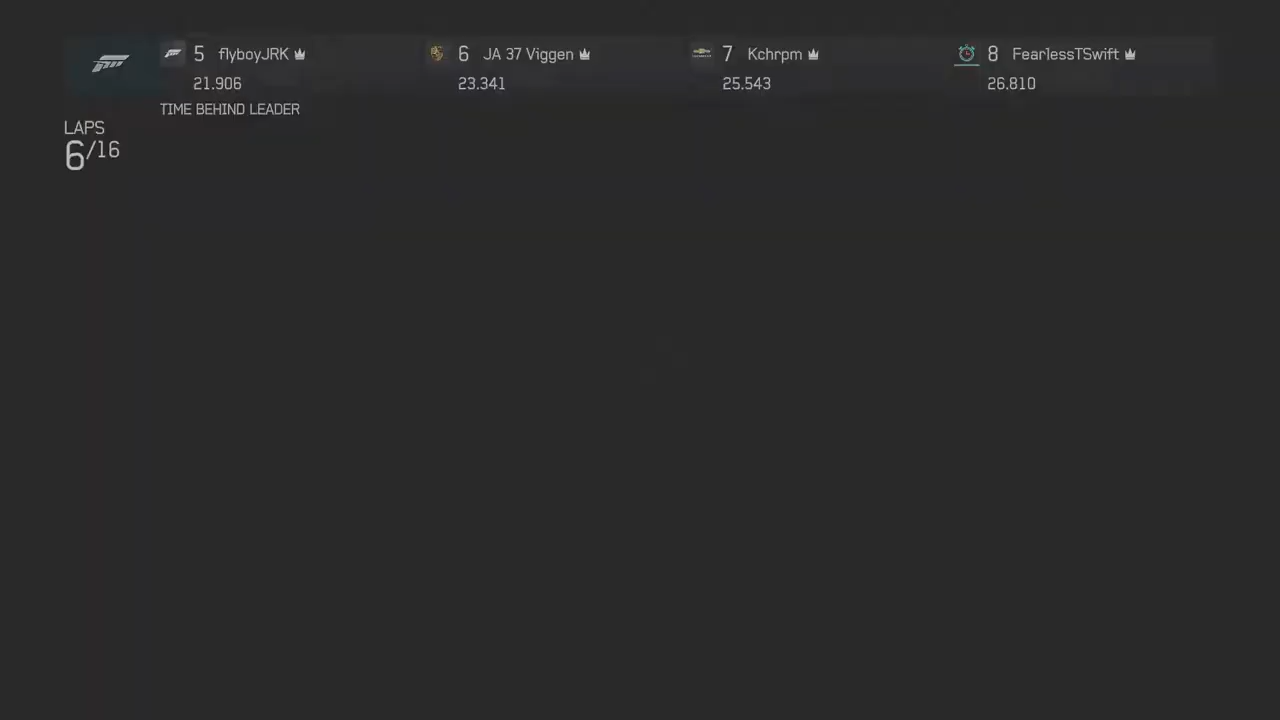 5 flyboyJRK
21.906
6 JA 37 Viggen
23.341
7 Kchrpm
25.543
8 FearlessTSwift
26.810
TIME BEHIND LEADER
LAPS
6/16